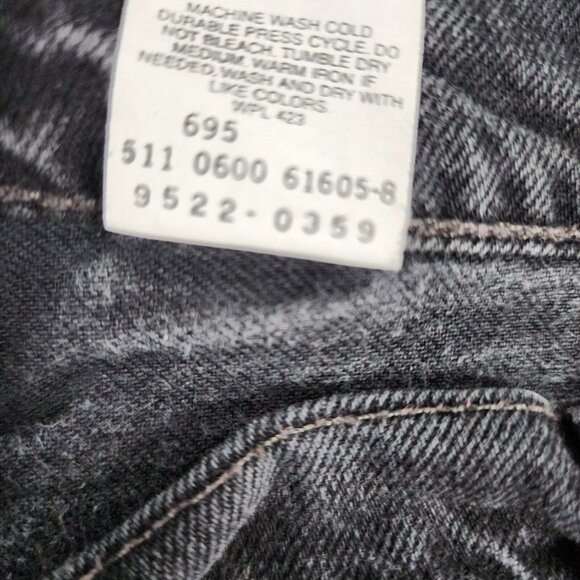 MACHINE WASH COLD
DURABLE PRESS CYCLE. DO
NOT BLEACH. TUMBLE DRY
MEDIUM. WARM IRON IF
NEEDED. WASH AND DRY WITH
LIKE COLORS.
WPL 423
695
511 0600 61605-8
9522-0359